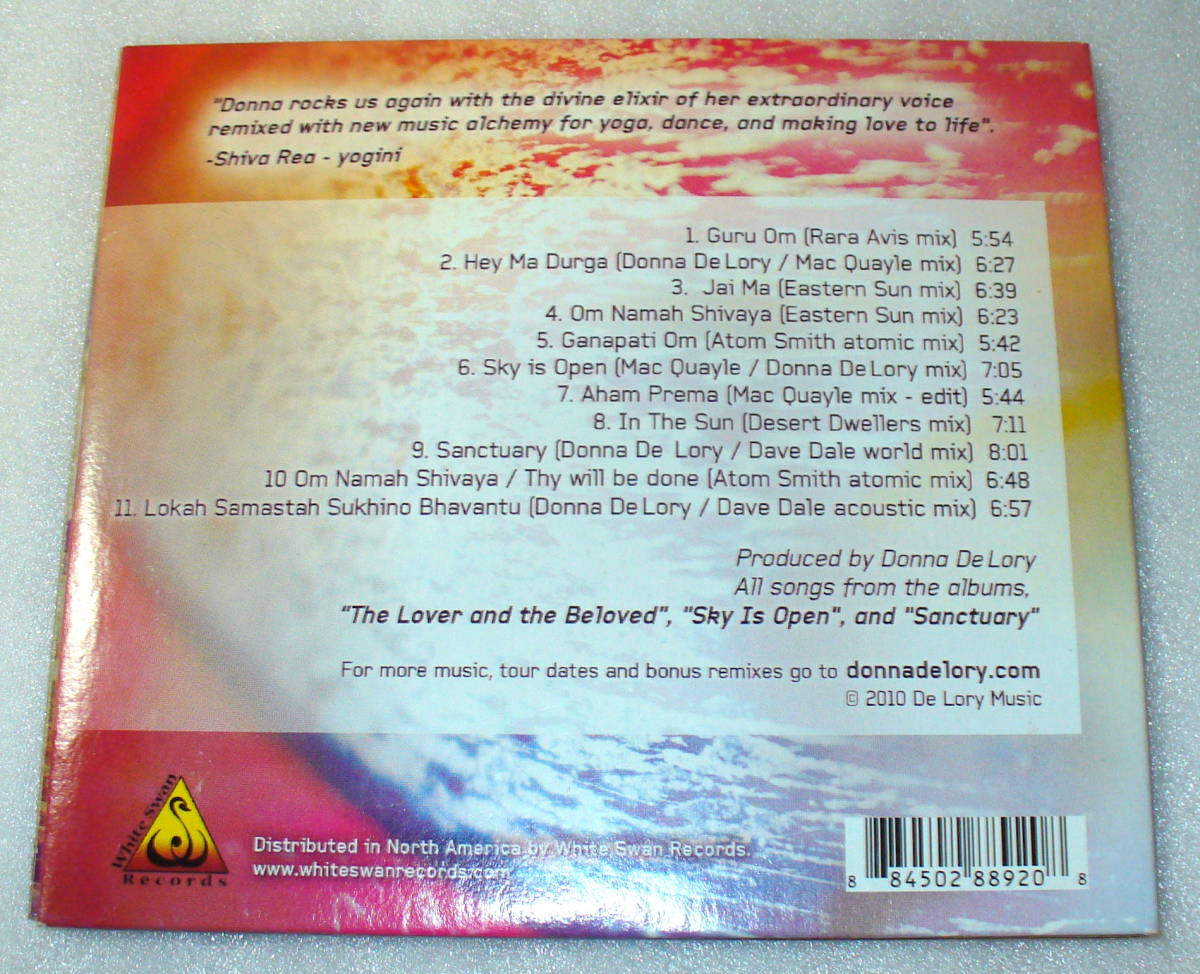 "Donna rocks us again with the divine elixir of her extraordinary voice
remixed with new music alchemy for yoga, dance, and making love to life".
-Shiva Rea - yogini
1. Guru Om (Rara Avis mix) 5:54
2. Hey Ma Durga (Donna De Lory / Mac Quayle mix) 6:27
3. Jai Ma (Eastern Sun mix) 6:39
4. Om Namah Shivaya (Eastern Sun mix) 6:23
5. Ganapati Om (Atom Smith atomic mix) 5:42
6. Sky is Open (Mac Quayle / Donna De Lory mix) 7:05
7. Aham Prema (Mac Quayle mix - edit) 5:44
8. In The Sun (Desert Dwellers mix) 7:11
9. Sanctuary (Donna De Lory / Dave Dale world mix) 8:01
10 Om Namah Shivaya / Thy will be done (Atom Smith atomic mix) 6:48
11. Lokah Samastah Sukhino Bhavantu (Donna De Lory / Dave Dale acoustic mix) 6:57
Produced by Donna De Lory
All songs from the albums,
"The Lover and the Beloved", "Sky Is Open", and "Sanctuary"
For more music, tour dates and bonus remixes go to donnadelory.com
© 2010 De Lory Music
White Swan
Records
Distributed in North America by White Swan Records.
www.whiteswanrecords.com
8 84502 88920 8